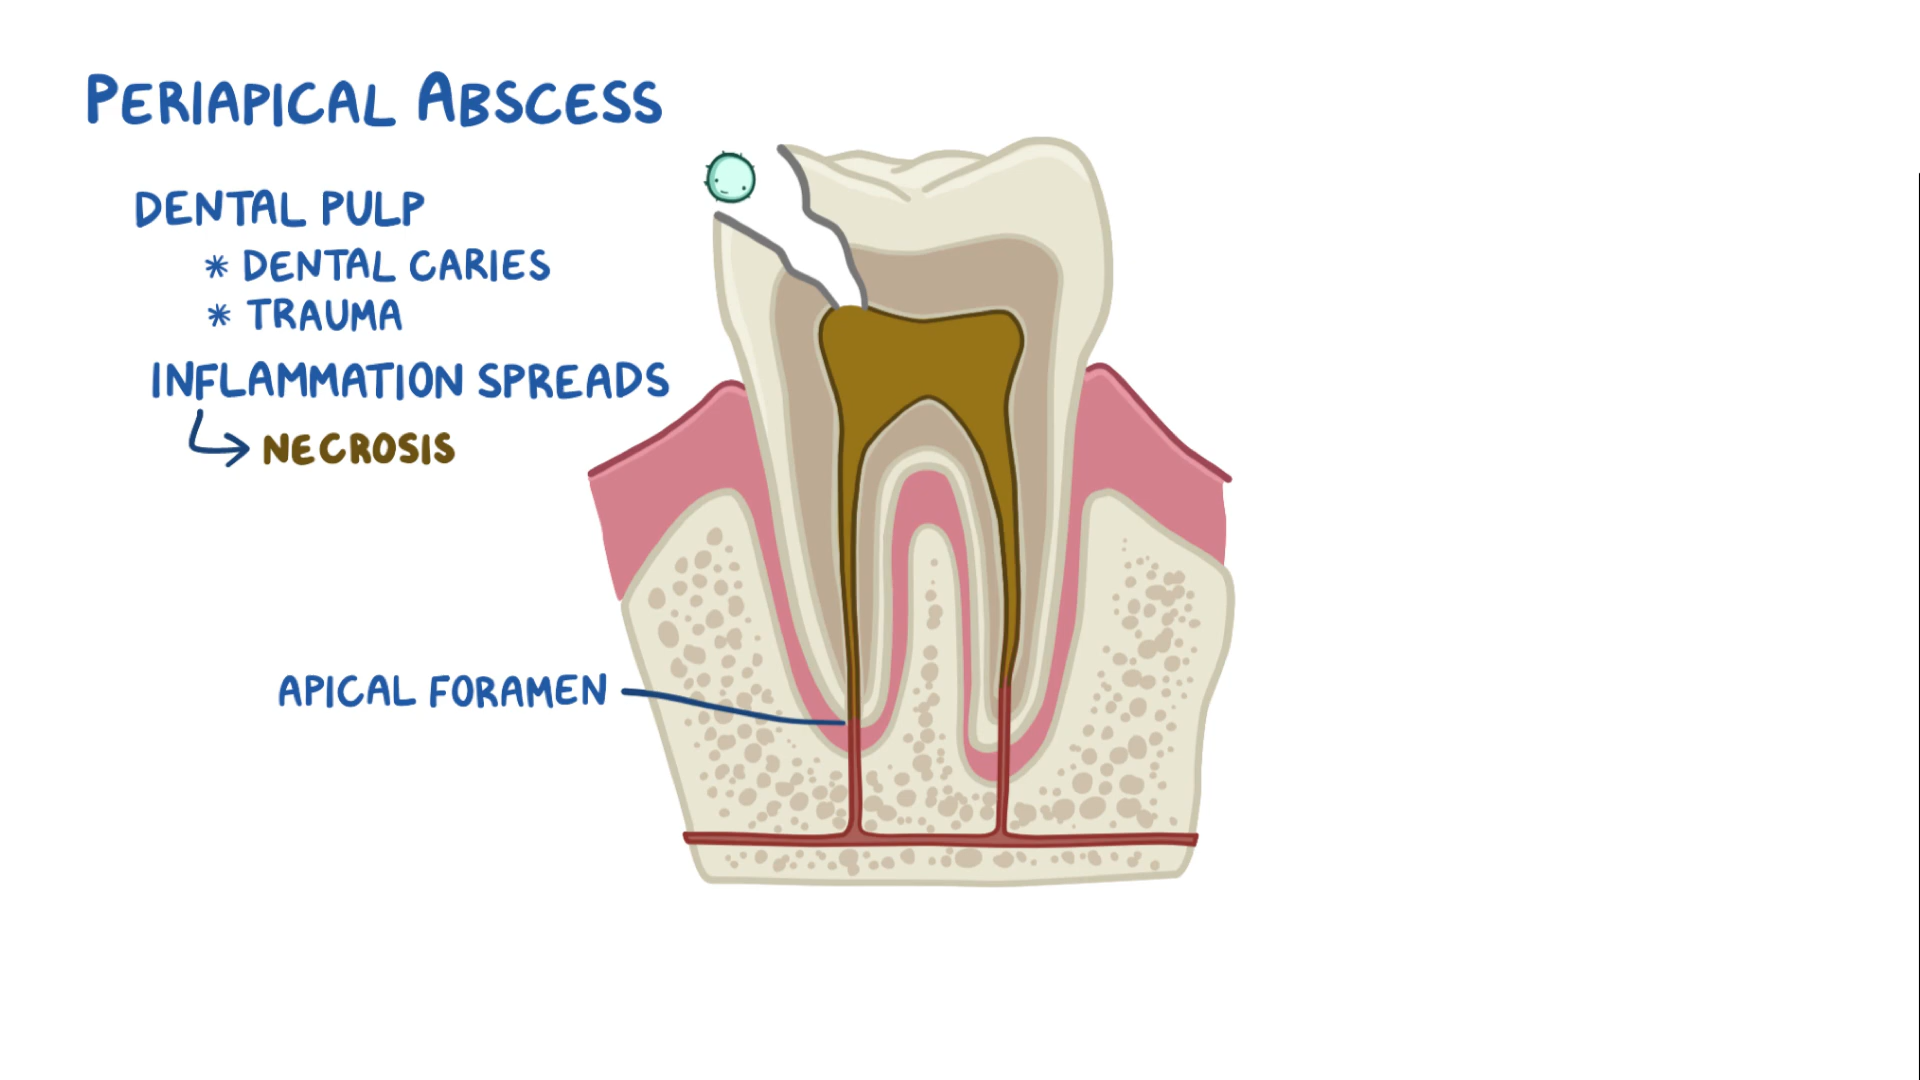 PERIAPICAL ABSCESS
DENTAL PULP
* DENTAL CARIES
* TRAUMA
INFLAMMATION SPREADS
NECROSIS
APICAL FORAMEN